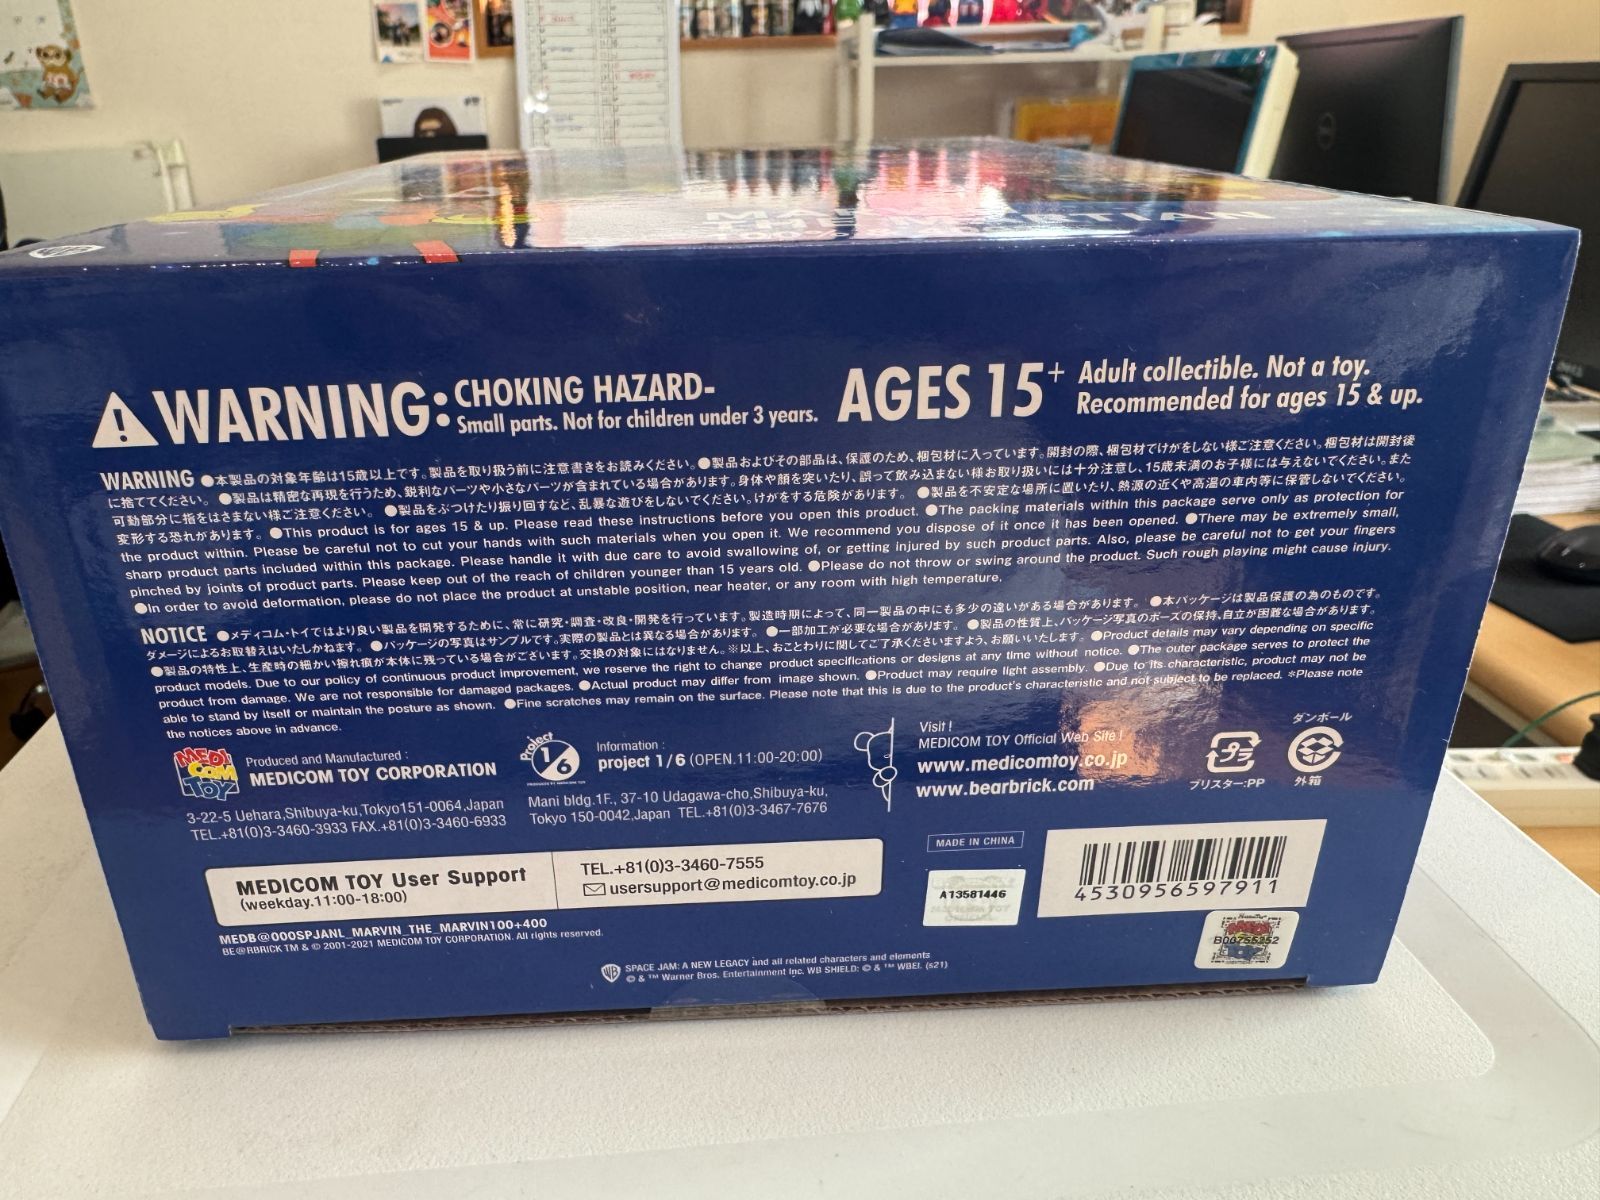 WARNING: CHOKING HAZARD-
Small parts. Not for children under 3 years.
AGES 15+
Adult collectible. Not a toy.
Recommended for ages 15 & up.
WARNING ●本製品の対象年齢は15歳以上です。製品を取り扱う前に注意書きをお読みください。●製品およびその部品は、保護のため、梱包材に入っています。開封の際、梱包材でけがをしない様ご注意ください。梱包材は開封後
に捨ててください。 ●製品は精密な再現を行うため、鋭利なパーツや小さなパーツが含まれている場合があります。身体や顔を突いたり、誤って飲み込まない様お取り扱いには十分注意し、15歳未満のお子様には与えないでください。また
可動部分に指をはさまない様ご注意ください。 ●製品をぶつけたり振り回すなど、乱暴な遊びをしないでください。けがをする危険があります。 ●製品を不安定な場所に置いたり、熱源の近くや高温の車内等に保管しないでください。
変形する恐れがあります。 ●This product is for ages 15 & up. Please read these instructions before you open this product. ●The packing materials within this package serve only as protection for
the product within. Please be careful not to cut your hands with such materials when you open it. We recommend you dispose of it once it has been opened. ●There may be extremely small,
sharp product parts included within this package. Please handle it with due care to avoid swallowing of, or getting injured by such product parts. Also, please be careful not to get your fingers
pinched by joints of product parts. Please keep out of the reach of children younger than 15 years old. ●Please do not throw or swing around the product. Such rough playing might cause injury.
●In order to avoid deformation, please do not place the product at unstable position, near heater, or any room with high temperature.
NOTICE ●メディコム・トイではより良い製品を開発するために、常に研究・調査・改良・開発を行っています。製造時期によって、同一製品の中にも多少の違いがある場合があります。 ●本パッケージは製品保護の為のものです。
ダメージによるお取替えはいたしかねます。 ●パッケージの写真はサンプルです。実際の製品とは異なる場合があります。 ●一部加工が必要な場合があります。 ●製品の性質上、パッケージ写真のポーズの保持、自立が困難な場合があります。
●製品の特性上、生産時の細かい擦れ痕が本体に残っている場合がございます。交換の対象にはなりません。※以上、おことわりに関してご了承くださいますよう、お願いいたします。 ●Product details may vary depending on specific
product models. Due to our policy of continuous product improvement, we reserve the right to change product specifications or designs at any time without notice. ●The outer package serves to protect the
product from damage. We are not responsible for damaged packages. ●Actual product may differ from image shown. ●Product may require light assembly. ●Due to its characteristic, product may not be
able to stand by itself or maintain the posture as shown. ●Fine scratches may remain on the surface. Please note that this is due to the product's characteristic and not subject to be replaced. *Please note
the notices above in advance.
MEDI COM TOY
Produced and Manufactured :
MEDICOM TOY CORPORATION
3-22-5 Uehara,Shibuya-ku,Tokyo151-0064,Japan
TEL.+81(0)3-3460-3933 FAX.+81(0)3-3460-6933
Project 1/6
Information :
project 1/6 (OPEN.11:00-20:00)
Mani bldg.1F., 37-10 Udagawa-cho,Shibuya-ku,
Tokyo 150-0042,Japan TEL.+81(0)3-3467-7676
Visit !
MEDICOM TOY Official Web Site !
www.medicomtoy.co.jp
www.bearbrick.com
プラ
ブリスター:PP
ダンボール
外箱
MEDICOM TOY User Support
(weekday.11:00-18:00)
TEL.+81(0)3-3460-7555
usersupport@medicomtoy.co.jp
MADE IN CHINA
A13581446
4530956597911
B00755252
MEDB@000SPJANL_MARVIN_THE_MARVIN100+400
BE@RBRICK TM & © 2001-2021 MEDICOM TOY CORPORATION. All rights reserved.
WB SPACE JAM: A NEW LEGACY and all related characters and elements
© & ™ Warner Bros. Entertainment Inc. WB SHIELD: © & ™ WBEI. (s21)